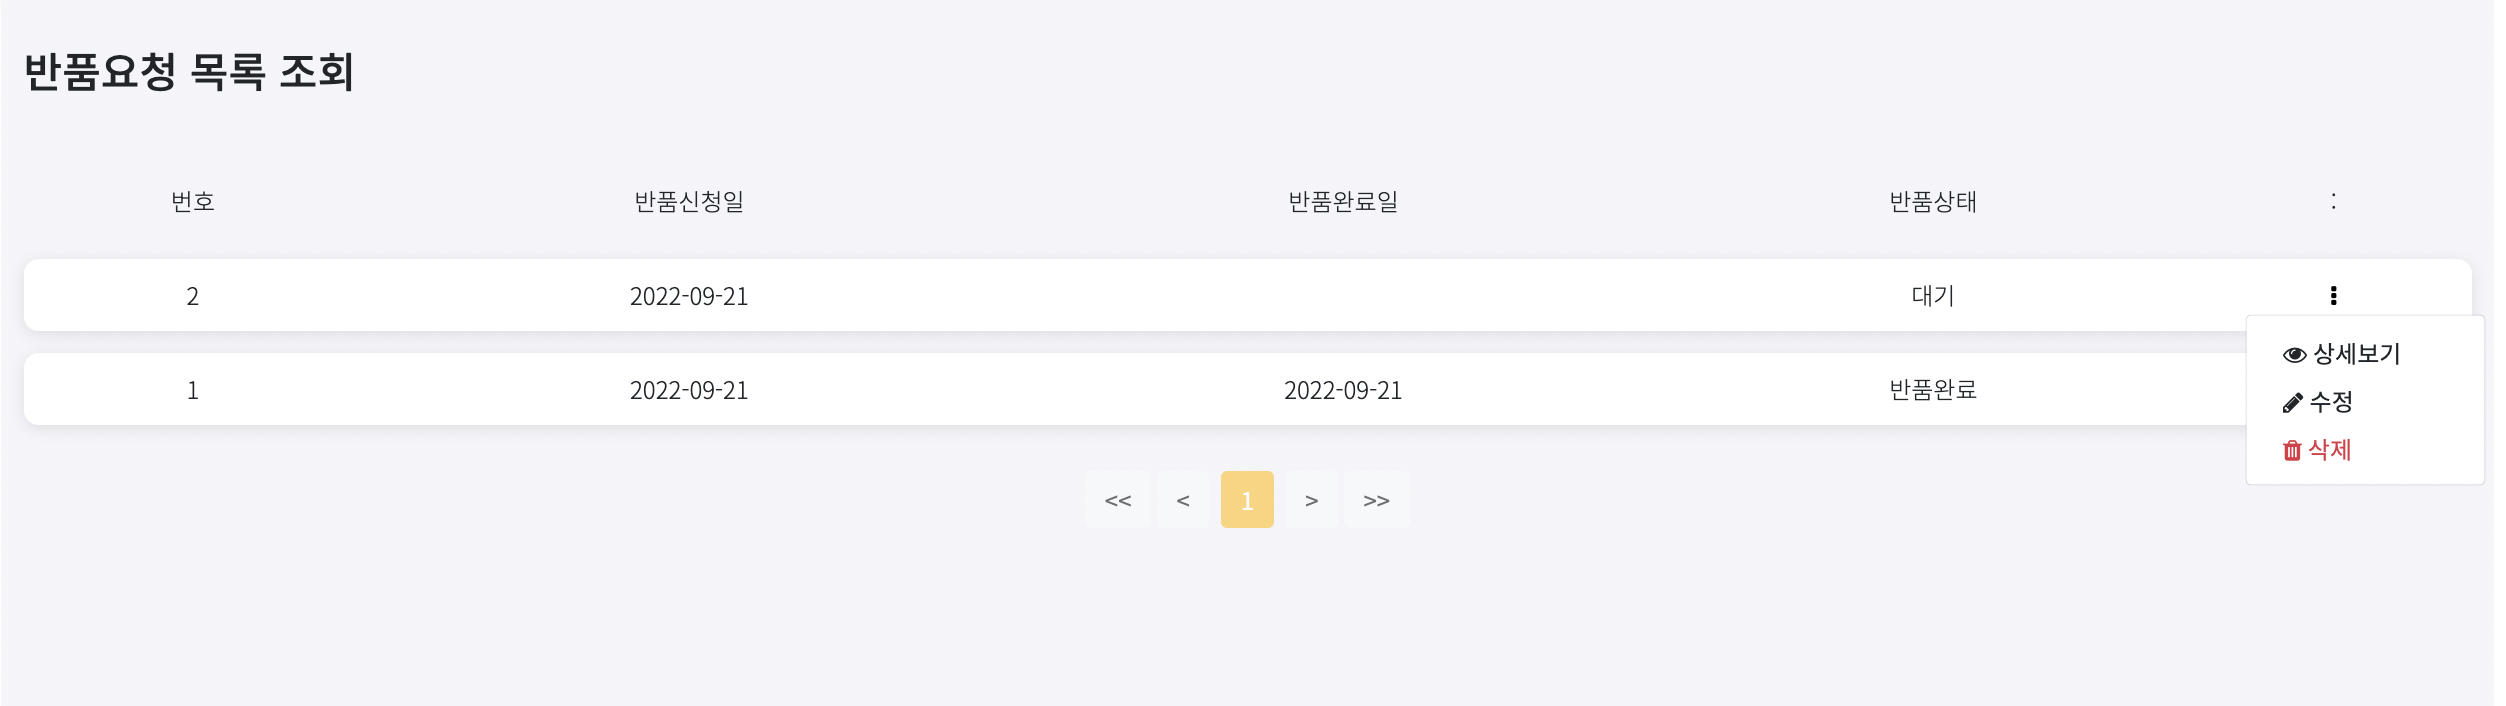 반품요청 목록 조회
번호 반품신청일 반품완료일 반품상태 :
2 2022-09-21 대기
상세보기
1 2022-09-21 2022-09-21 반품완료
수정
삭제
<< < 1 > >>